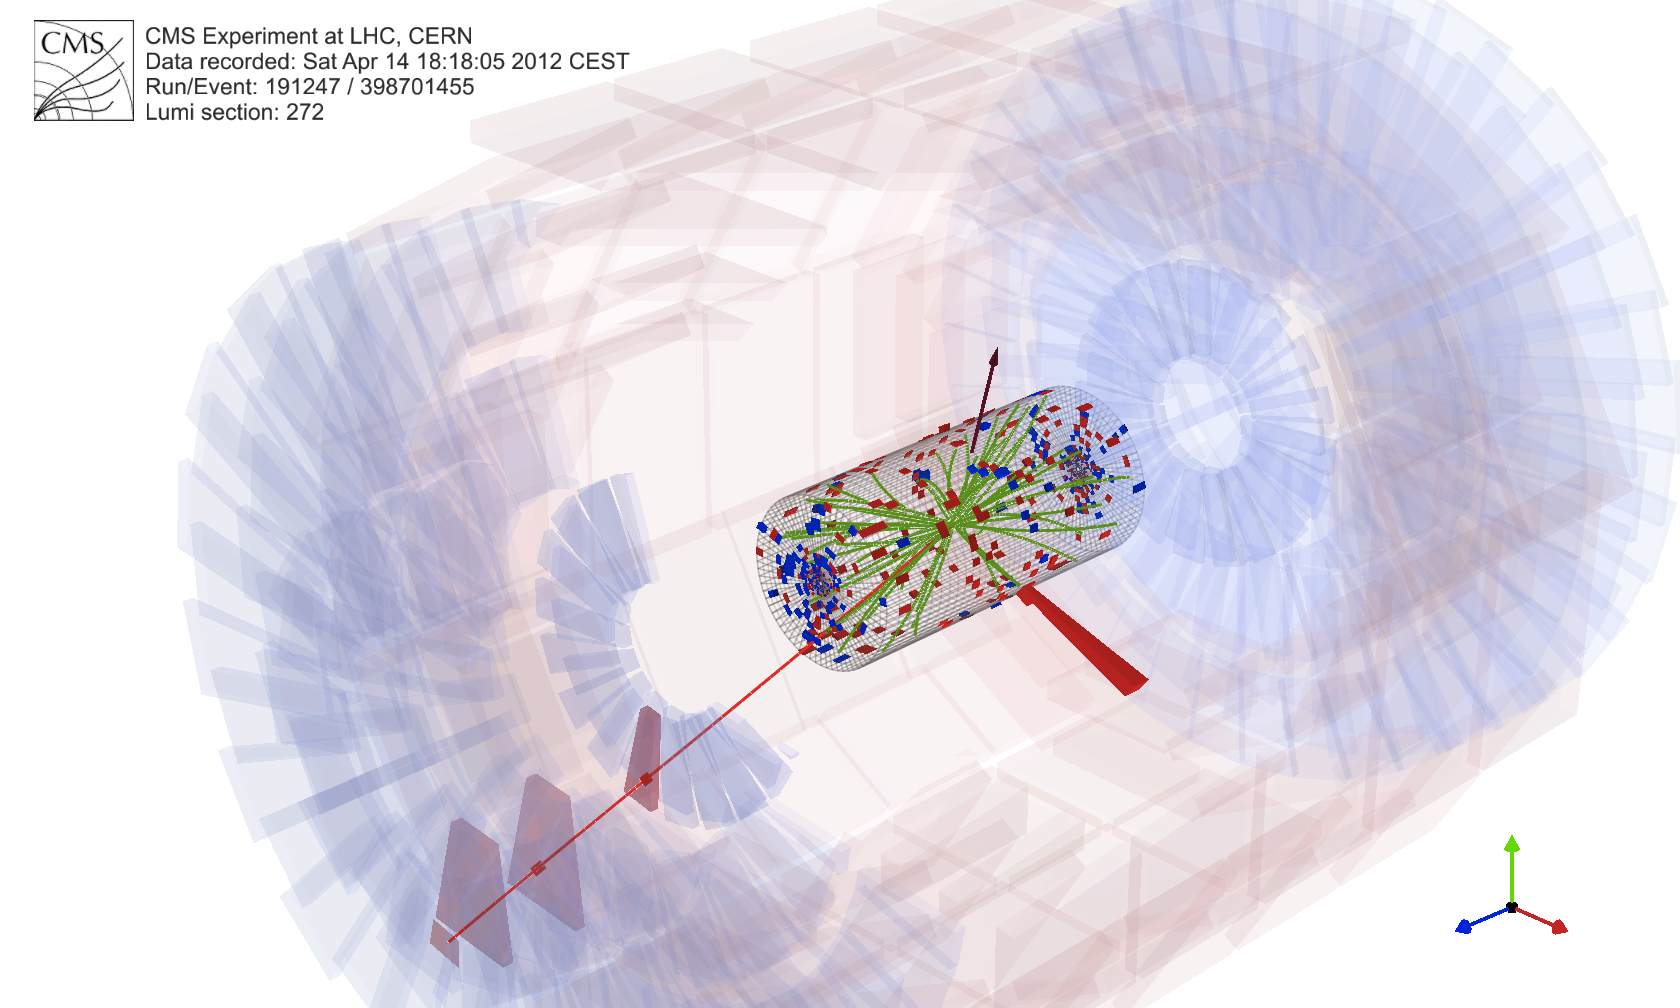 CMS
CMS Experiment at LHC, CERN
Data recorded: Sat Apr 14 18:18:05 2012 CEST
Run/Event: 191247 / 398701455
Lumi section: 272